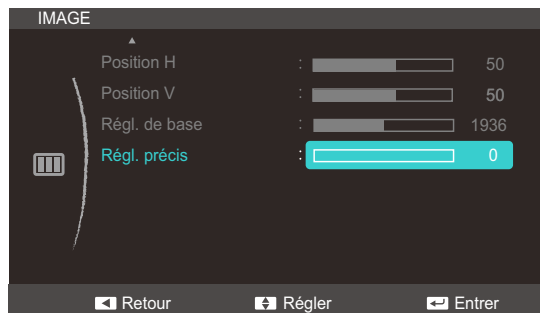 IMAGE
Position H : 50
Position V : 50
Régl. de base : 1936
Régl. précis : 0
Retour Régler Entrer